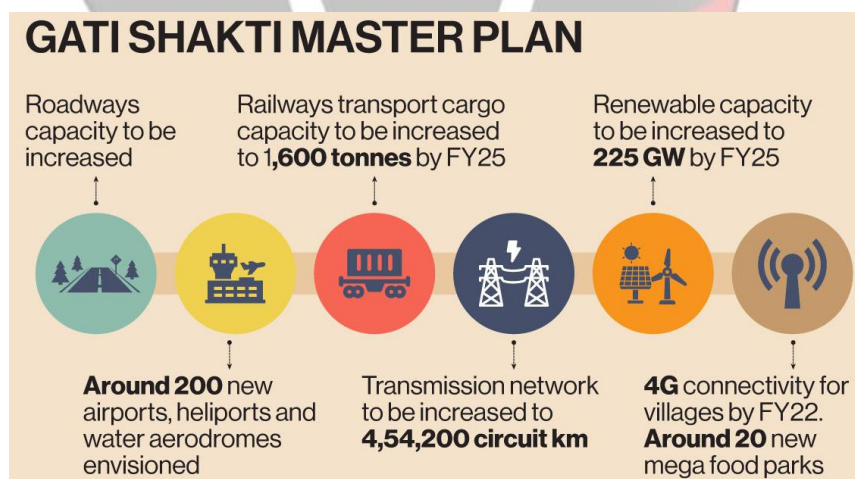 GATI SHAKTI MASTER PLAN
Roadways
capacity to be
increased
Railways transport cargo
capacity to be increased
to 1,600 tonnes by FY25
Renewable capacity
to be increased to
225 GW by FY25
Around 200 new
airports, heliports and
water aerodromes
envisioned
Transmission network
to be increased to
4,54,200 circuit km
4G connectivity for
villages by FY22.
Around 20 new
mega food parks